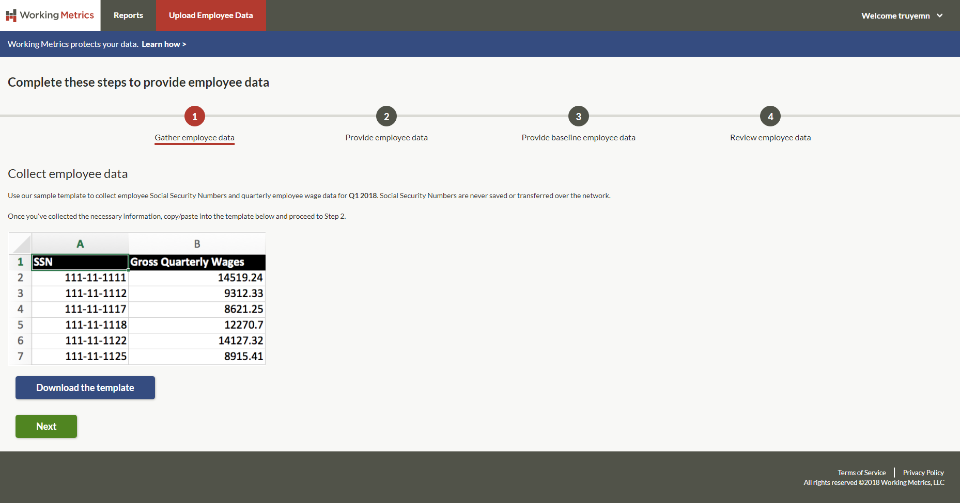 Working Metrics Reports Upload Employee Data Welcome truyemn
Working Metrics protects your data. Learn how >
Complete these steps to provide employee data
1 2 3 4
Gather employee data Provide employee data Provide baseline employee data Review employee data
Collect employee data
Use our sample template to collect employee Social Security Numbers and quarterly employee wage data for Q1 2018. Social Security Numbers are never saved or transferred over the network.
Once you've collected the necessary information, copy/paste into the template below and proceed to Step 2.
A B
1 SSN Gross Quarterly Wages
2 111-11-1111 14519.24
3 111-11-1112 9312.33
4 111-11-1117 8621.25
5 111-11-1118 12270.7
6 111-11-1122 14127.32
7 111-11-1125 8915.41
Download the template
Next
Terms of Service | Privacy Policy
All rights reserved ©2018 Working Metrics, LLC